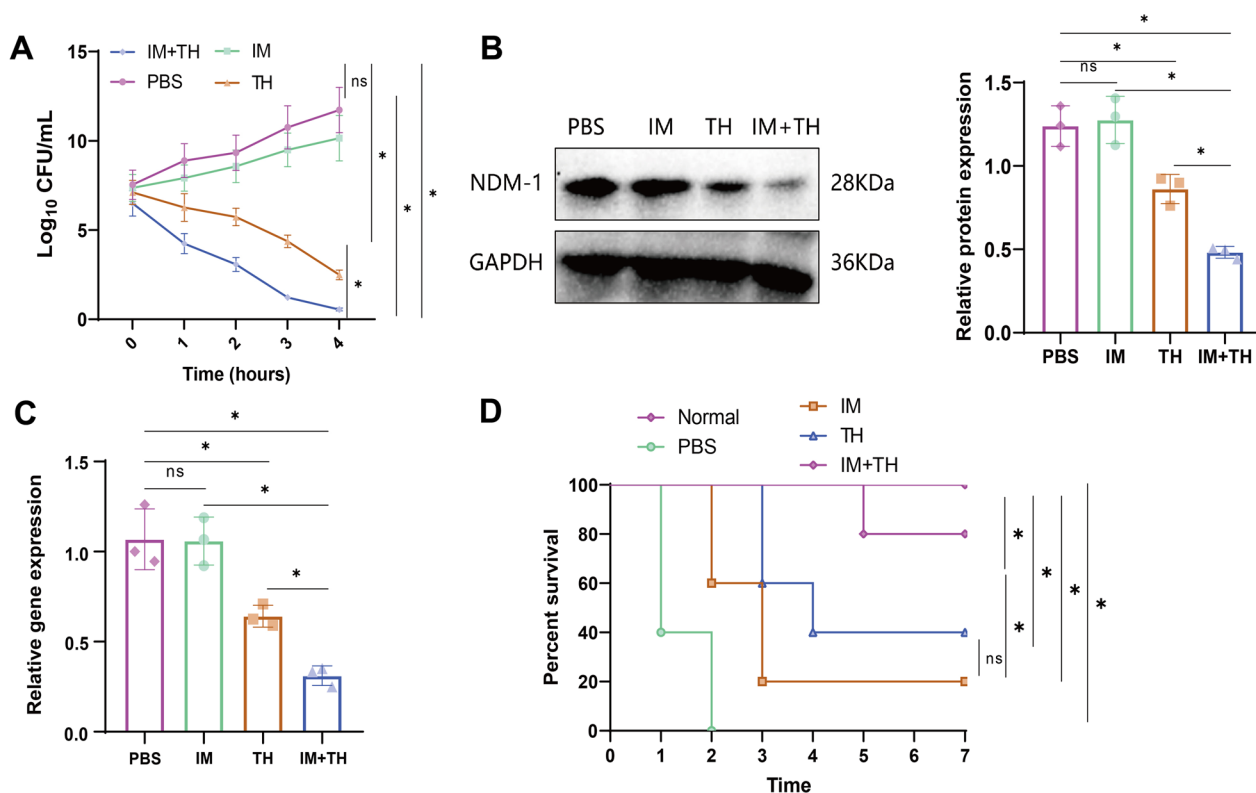 A
IM+TH
IM
PBS
TH
Log10 CFU/mL
15
10
5
0
0 1 2 3 4
Time (hours)
ns
*
*
*
*
B
PBS IM TH IM+TH
NDM-1 28KDa
GAPDH 36KDa
Relative protein expression
1.5
1.0
0.5
0.0
PBS IM TH IM+TH
*
*
ns *
*
C
Relative gene expression
1.5
1.0
0.5
0.0
PBS IM TH IM+TH
*
*
ns
*
*
D
Normal
PBS
IM
TH
IM+TH
Percent survival
100
80
60
40
20
0
0 1 2 3 4 5 6 7
Time
ns
*
*
*
*
*